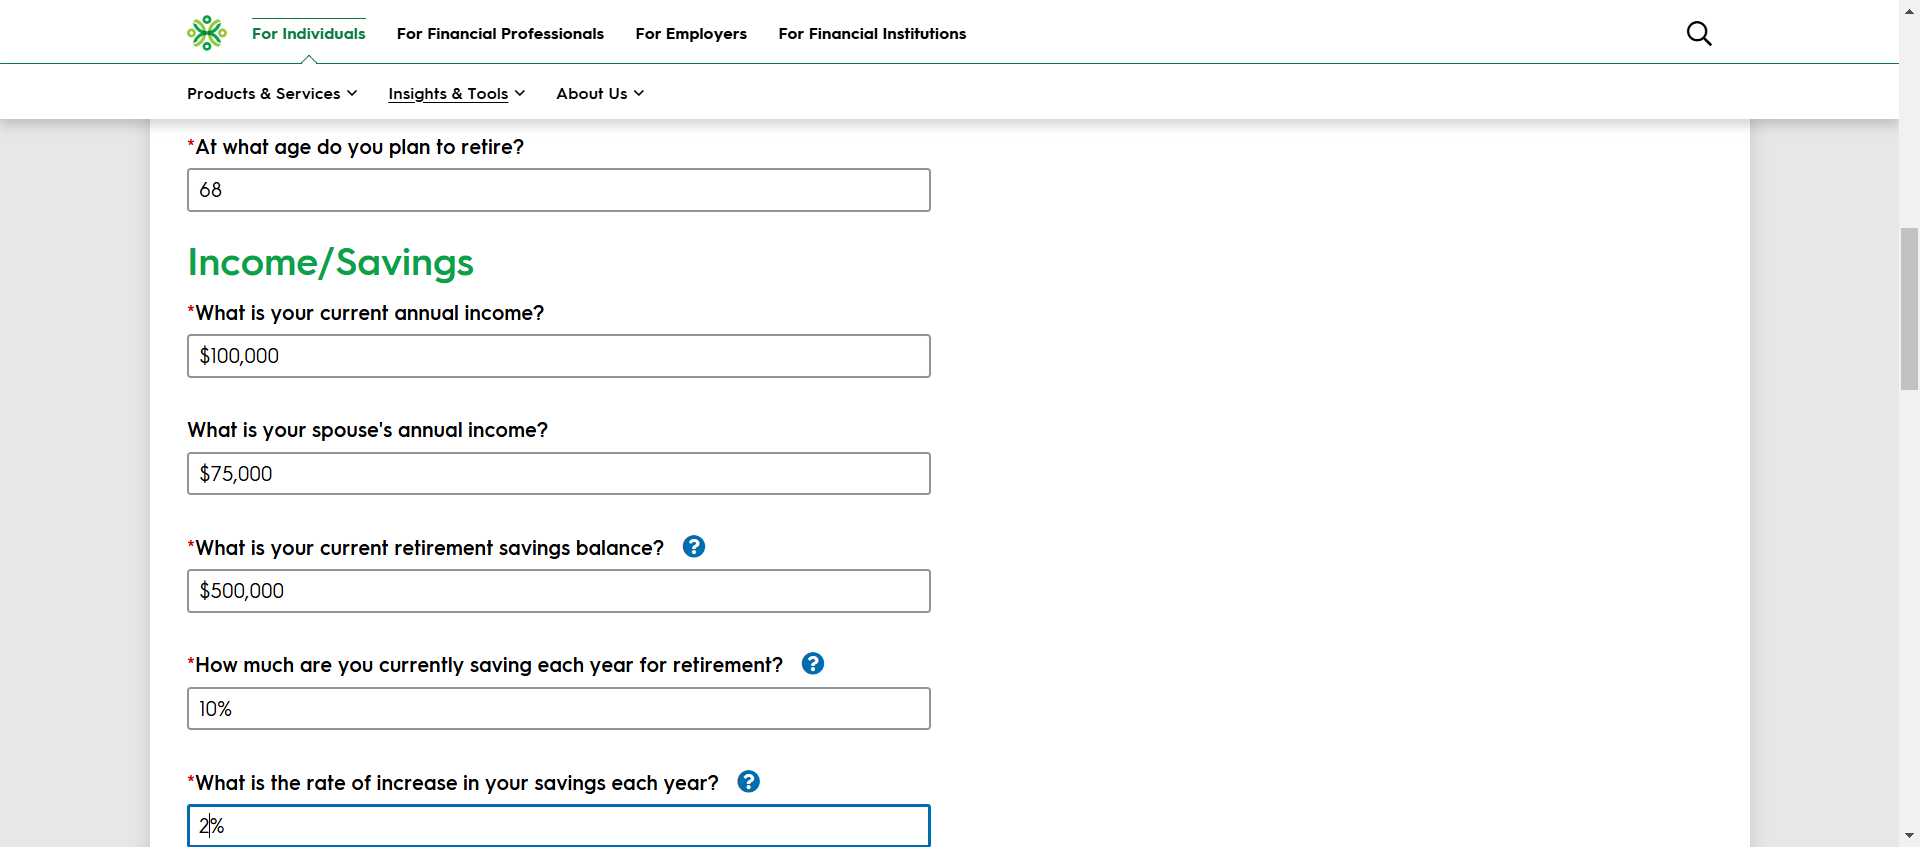 For Individuals For Financial Professionals For Employers For Financial Institutions
Products & Services Insights & Tools About Us
*At what age do you plan to retire?
68
Income/Savings
*What is your current annual income?
$100,000
What is your spouse's annual income?
$75,000
*What is your current retirement savings balance? ?
$500,000
*How much are you currently saving each year for retirement? ?
10%
*What is the rate of increase in your savings each year? ?
2%